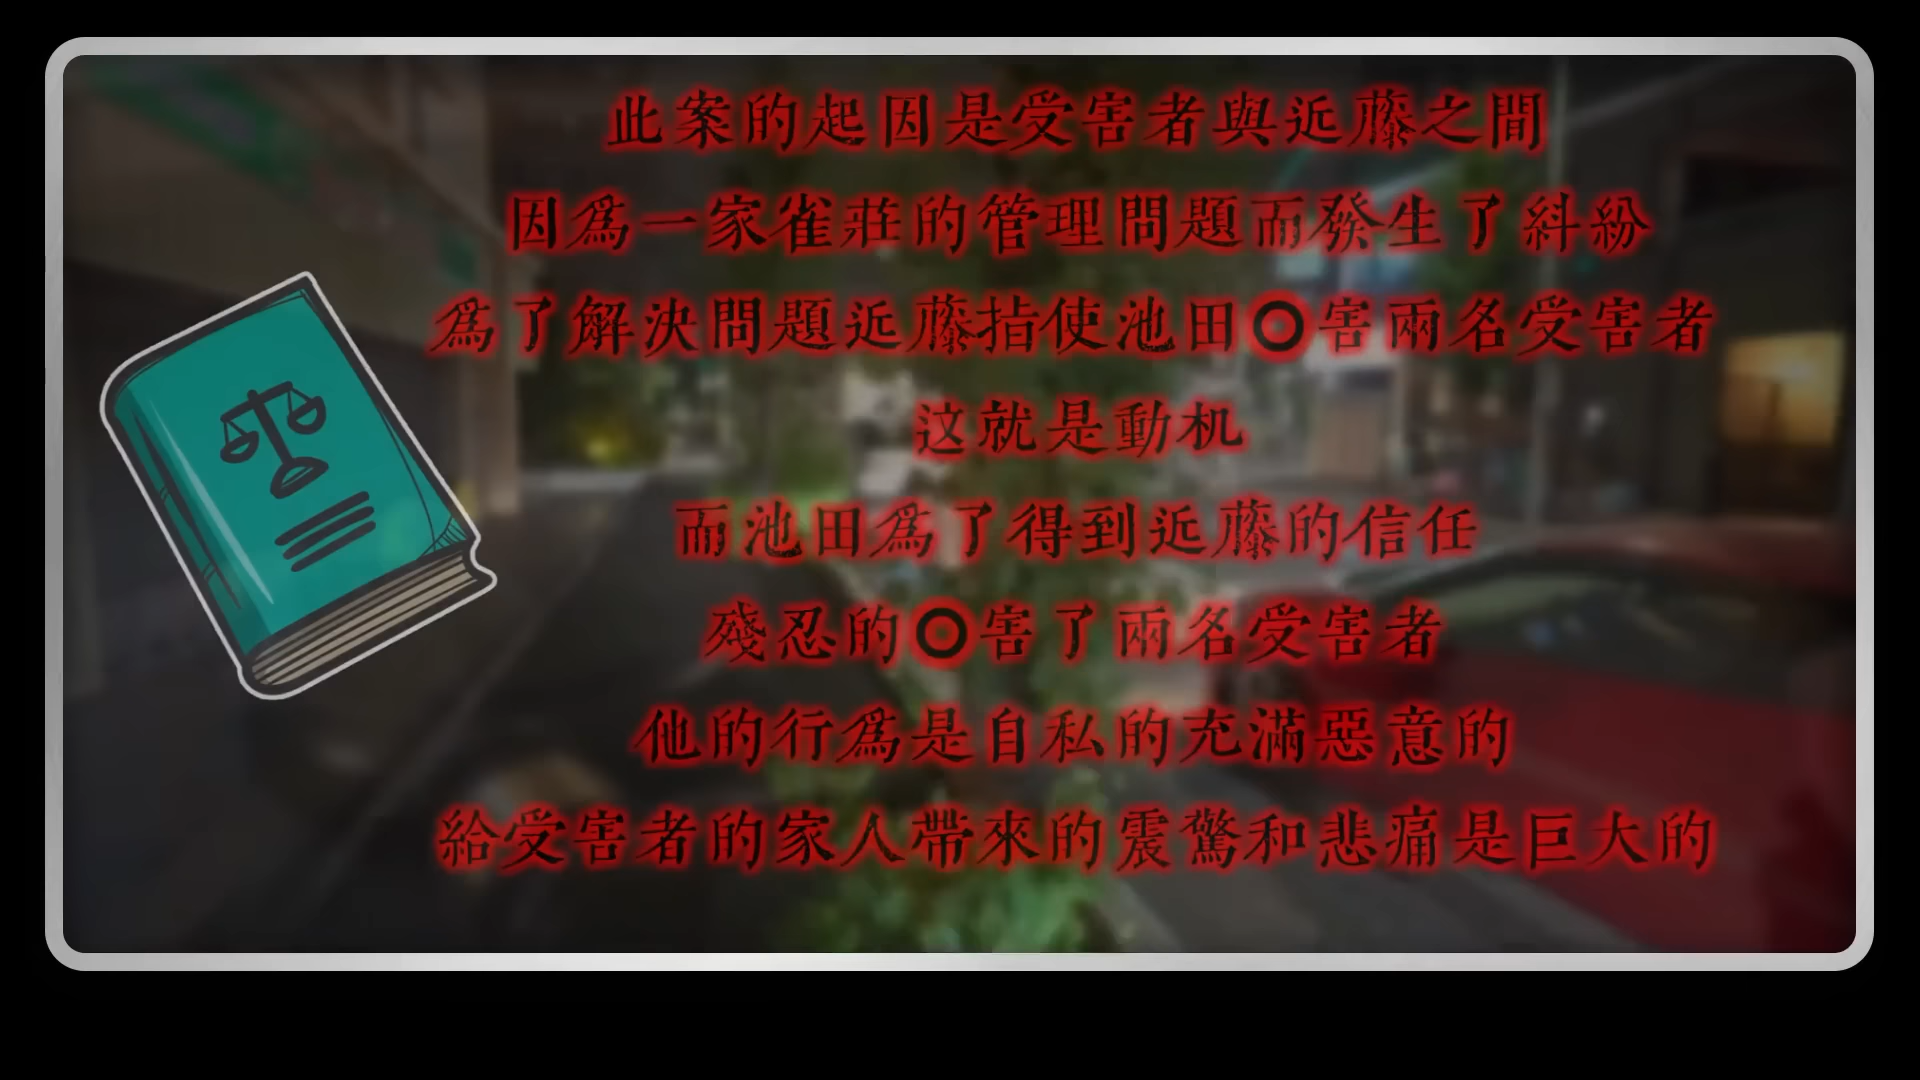 此案的起因是受害者與近藤之間
因為一家雀莊的管理問題而發生了糾紛
為了解決問題近藤指使池田〇害兩名受害者
这就是動机
而池田為了得到近藤的信任
殘忍的〇害了兩名受害者
他的行為是自私的充滿惡意的
給受害者的家人帶來的震驚和悲痛是巨大的